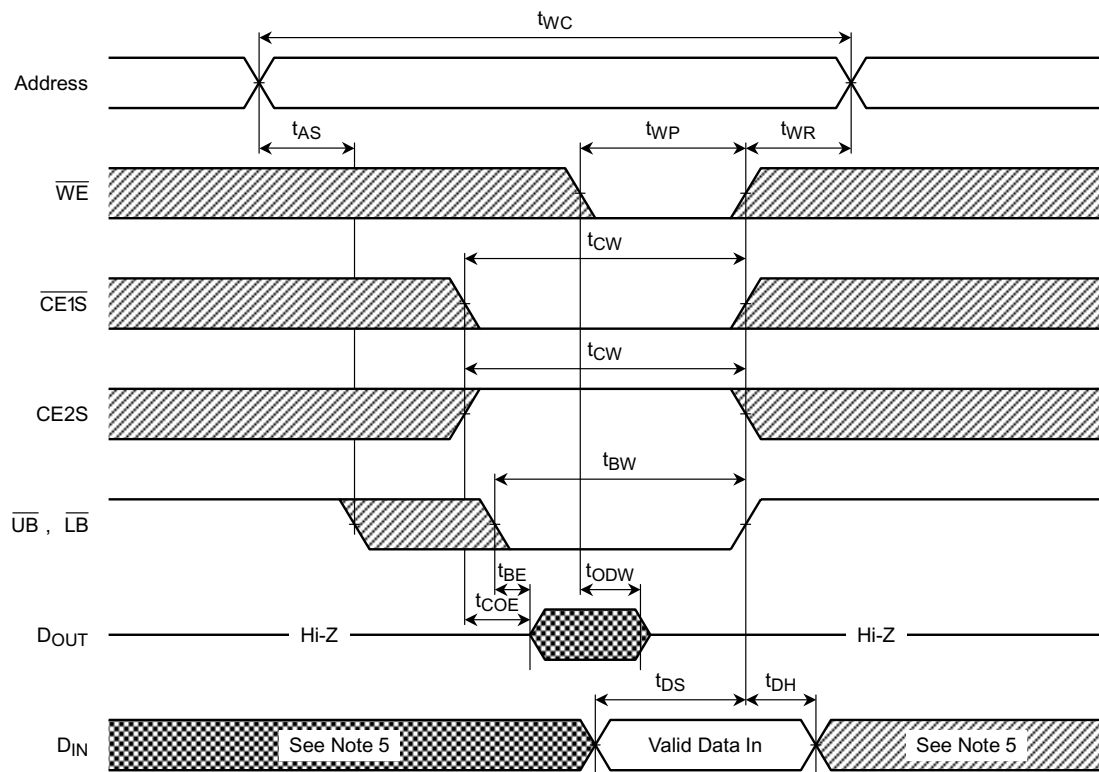 tWC
Address
tAS
tWP
tWR
WE
tCW
CE1S
tCW
CE2S
tBW
UB , LB
tBE
tODW
tCOE
DOUT
Hi-Z
Hi-Z
tDS
tDH
DIN
See Note 5
Valid Data In
See Note 5